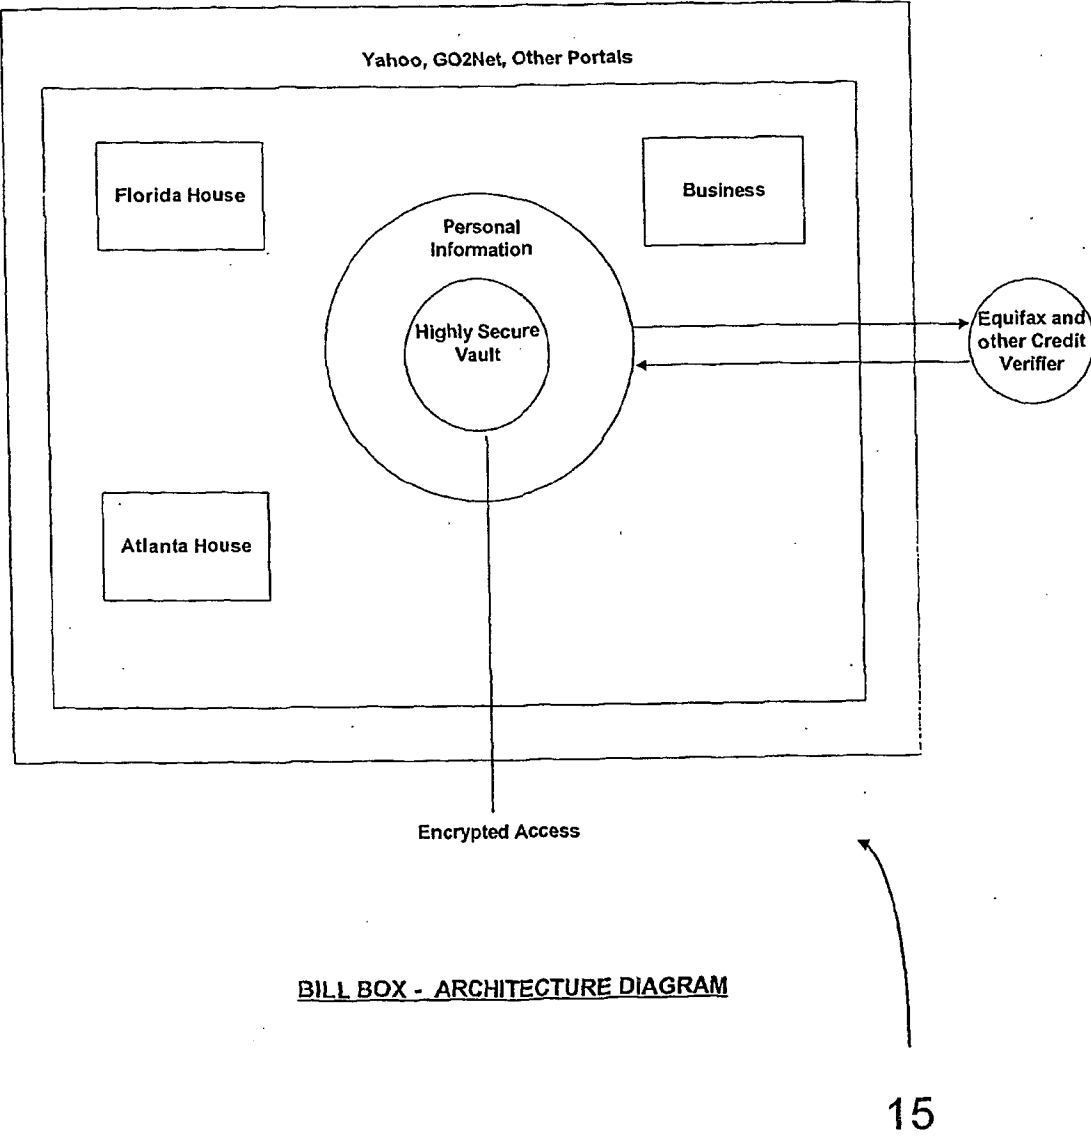 Yahoo, GO2Net, Other Portals
Florida House
Business
Personal
Information
Highly Secure
Vault
Equifax and
other Credit
Verifier
Atlanta House
Encrypted Access
BILL BOX - ARCHITECTURE DIAGRAM
15